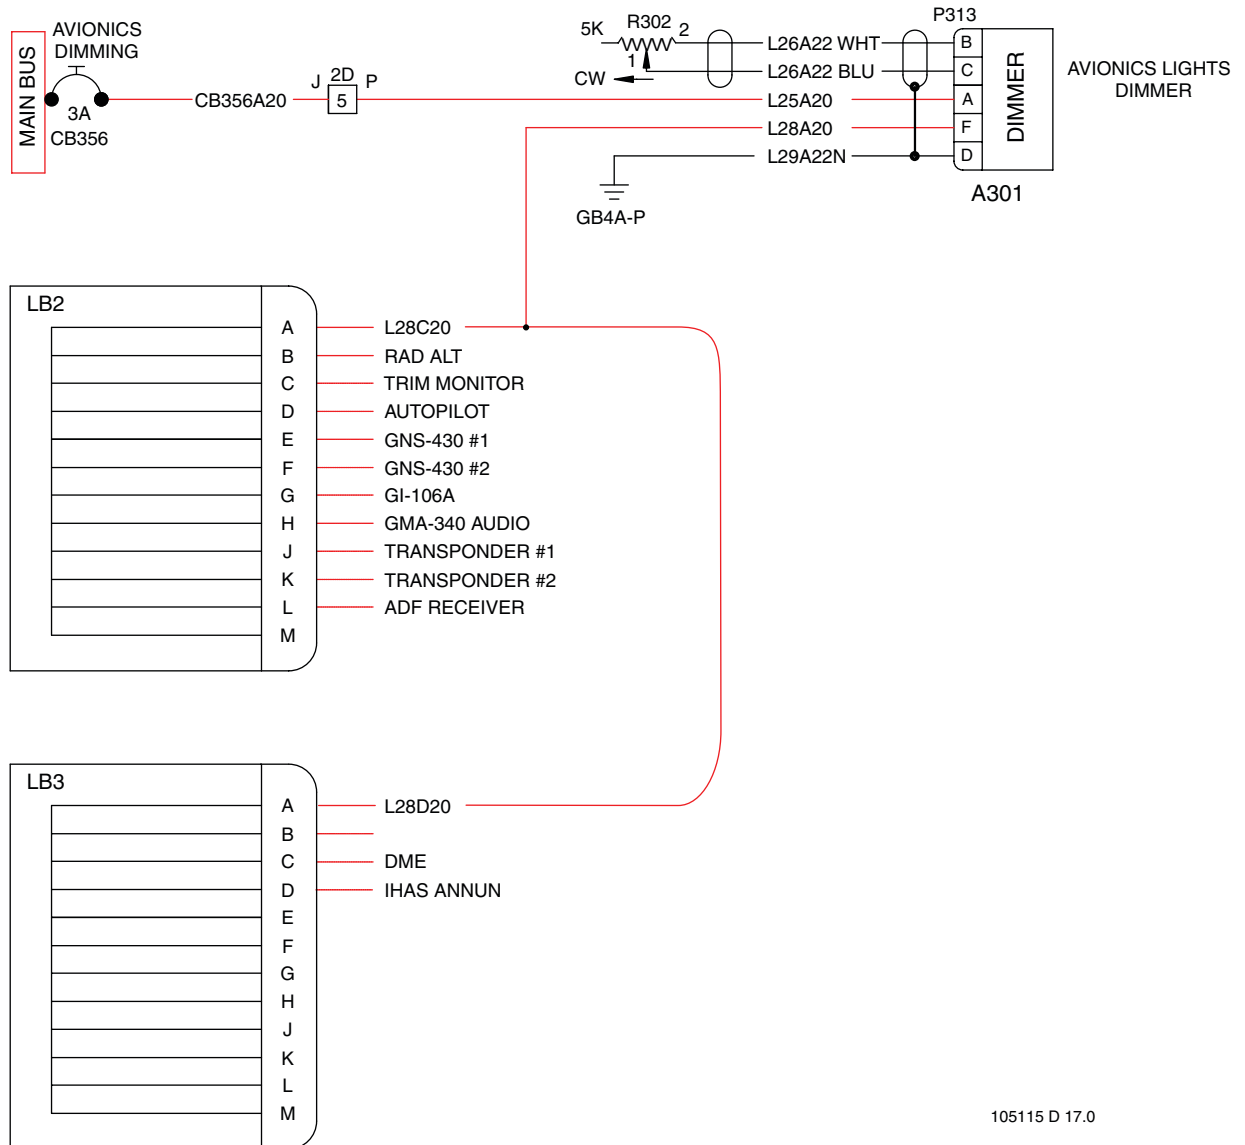 MAIN BUS
AVIONICS
DIMMING
3A
CB356
CB356A20
J
2D
P
5
5K
R302
2
1
CW
L26A22 WHT
L26A22 BLU
L25A20
L28A20
L29A22N
GB4A-P
P313
B
C
A
F
D
DIMMER
A301
AVIONICS LIGHTS
DIMMER
LB2
A L28C20
B RAD ALT
C TRIM MONITOR
D AUTOPILOT
E GNS-430 #1
F GNS-430 #2
G GI-106A
H GMA-340 AUDIO
J TRANSPONDER #1
K TRANSPONDER #2
L ADF RECEIVER
M
LB3
A L28D20
B
C DME
D IHAS ANNUN
E
F
G
H
J
K
L
M
105115 D 17.0